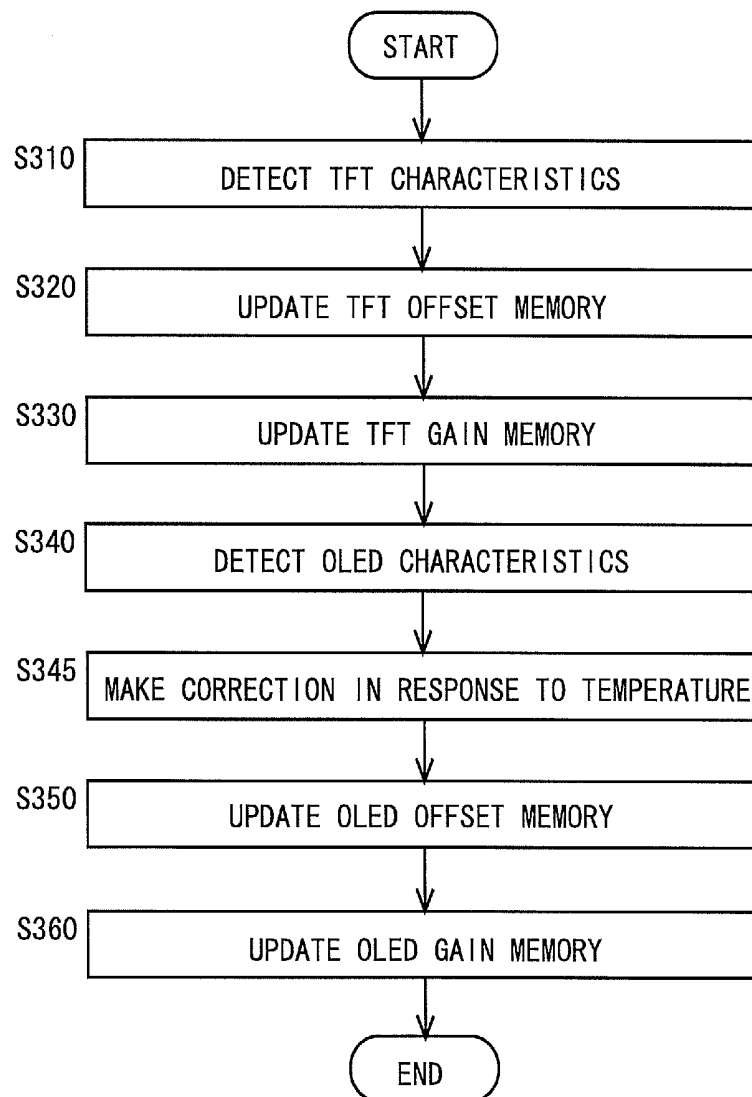 START
S310
DETECT TFT CHARACTERISTICS
S320
UPDATE TFT OFFSET MEMORY
S330
UPDATE TFT GAIN MEMORY
S340
DETECT OLED CHARACTERISTICS
S345
MAKE CORRECTION IN RESPONSE TO TEMPERATURE
S350
UPDATE OLED OFFSET MEMORY
S360
UPDATE OLED GAIN MEMORY
END